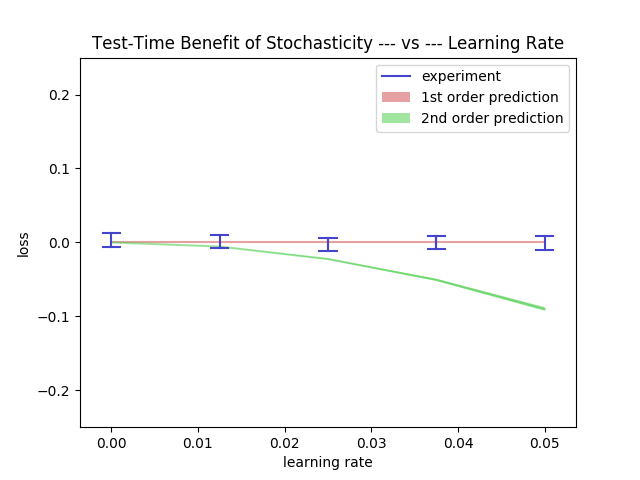 Test-Time Benefit of Stochasticity --- vs --- Learning Rate
experiment
1st order prediction
2nd order prediction
0.2
0.1
0.0
−0.1
−0.2
loss
0.00 0.01 0.02 0.03 0.04 0.05
learning rate